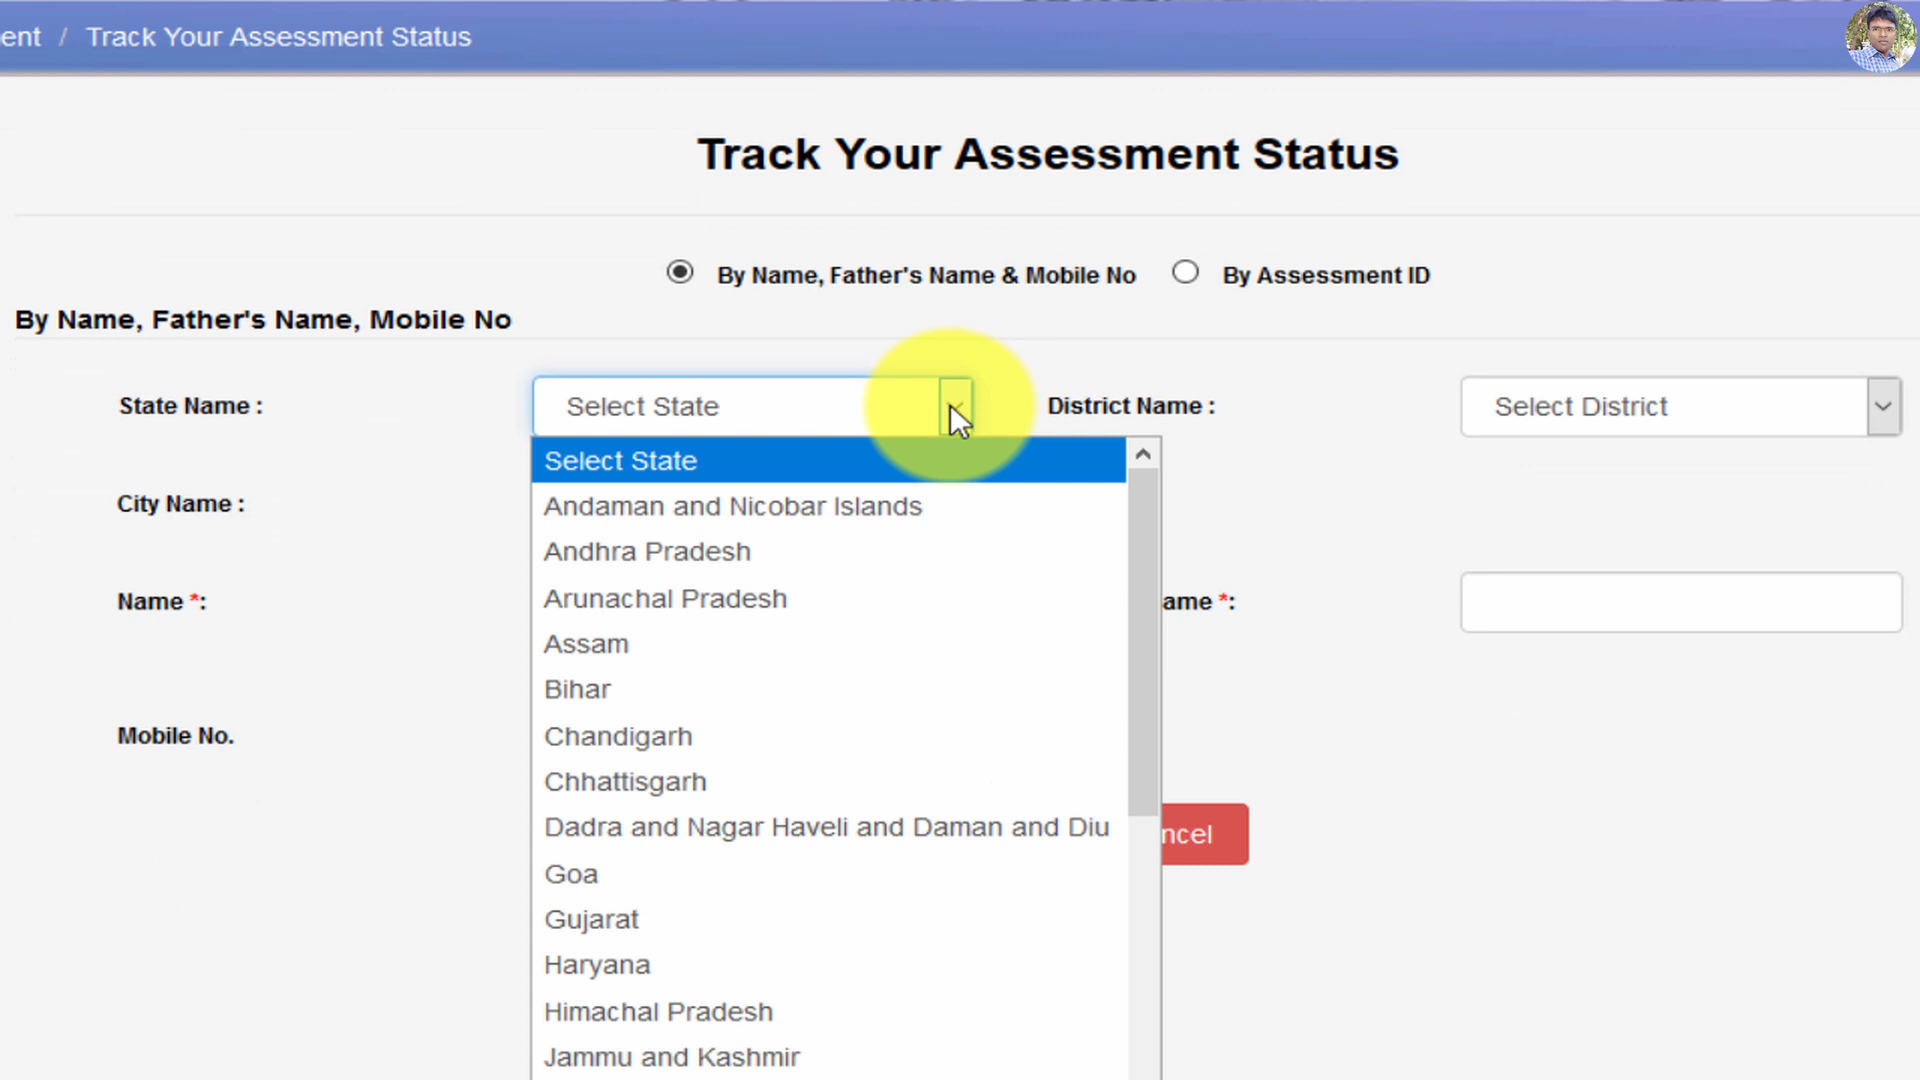 ent / Track Your Assessment Status
Track Your Assessment Status
By Name, Father's Name & Mobile No By Assessment ID
By Name, Father's Name, Mobile No
State Name : Select State District Name : Select District
Select State
Andaman and Nicobar Islands
City Name :
Andhra Pradesh
Arunachal Pradesh
Name *: ame *:
Assam
Bihar
Mobile No.
Chandigarh
Chhattisgarh
Dadra and Nagar Haveli and Daman and Diu
ncel
Goa
Gujarat
Haryana
Himachal Pradesh
Jammu and Kashmir